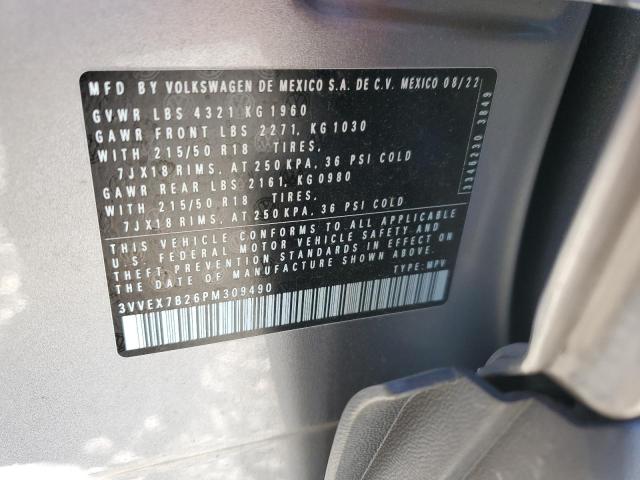 MFD BY VOLKSWAGEN DE MEXICO S.A. DE C.V. MEXICO 08/22
GVWR LBS 4321 KG 1960
GAWR FRONT LBS 2271, KG 1030
WITH 215/50 R18 TIRES,
7JX18 RIMS, AT 250 KPA, 36 PSI COLD
GAWR REAR LBS 2161, KG 0980
WITH 215/50 R18 TIRES,
7JX18 RIMS, AT 250 KPA, 36 PSI COLD
THIS VEHICLE CONFORMS TO ALL APPLICABLE
U.S. FEDERAL MOTOR VEHICLE SAFETY AND
THEFT PREVENTION STANDARDS IN EFFECT ON
THE DATE OF MANUFACTURE SHOWN ABOVE.
3VVEX7B26PM309490 TYPE: MPV
3346230 3849